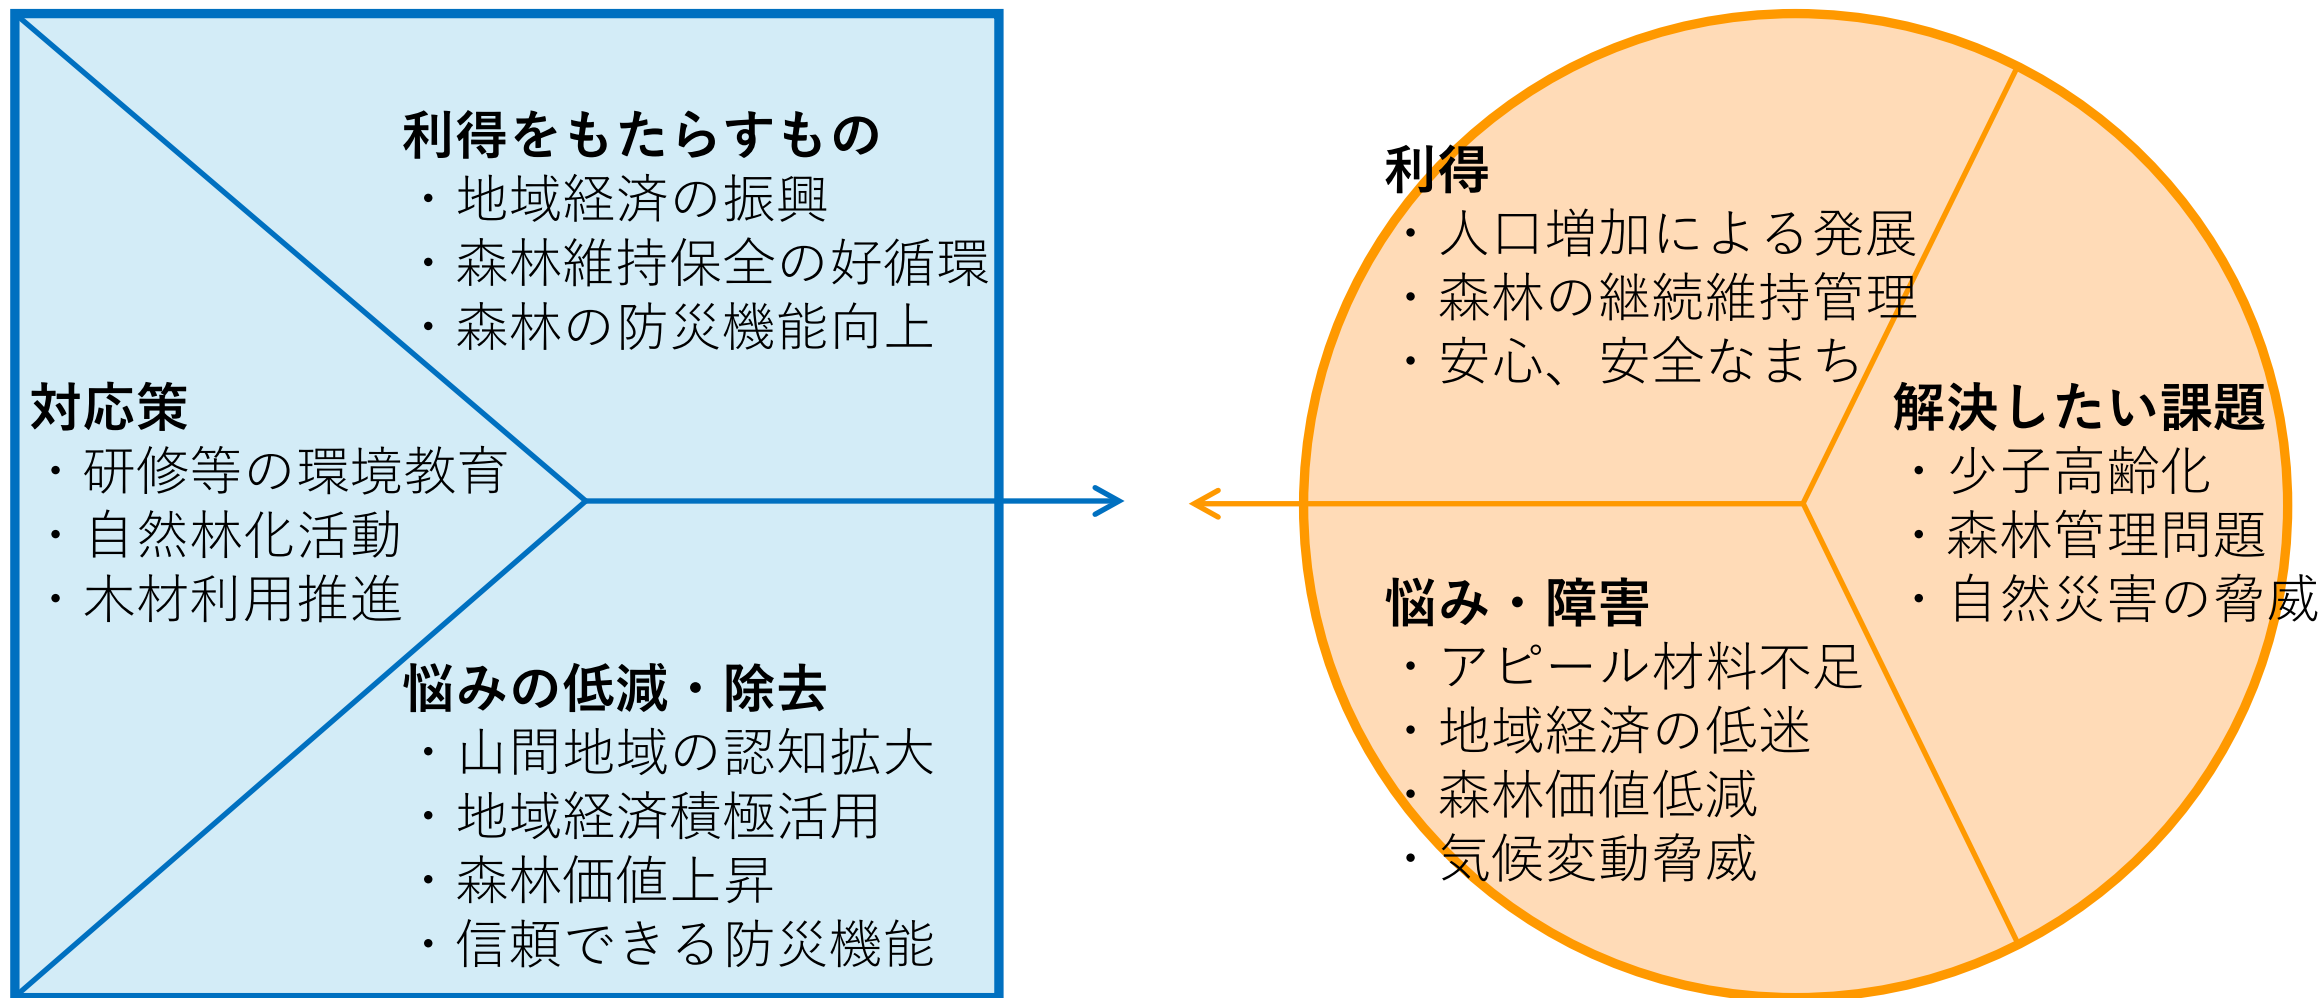 利得をもたらすもの
・地域経済の振興
・森林維持保全の好循環
・森林の防災機能向上
対応策
・研修等の環境教育
・自然林化活動
・木材利用推進
悩みの低減・除去
・山間地域の認知拡大
・地域経済積極活用
・森林価値上昇
・信頼できる防災機能
利得
・人口増加による発展
・森林の継続維持管理
・安心、安全なまち
解決したい課題
・少子高齢化
・森林管理問題
・自然災害の脅威
悩み・障害
・アピール材料不足
・地域経済の低迷
・森林価値低減
・気候変動脅威